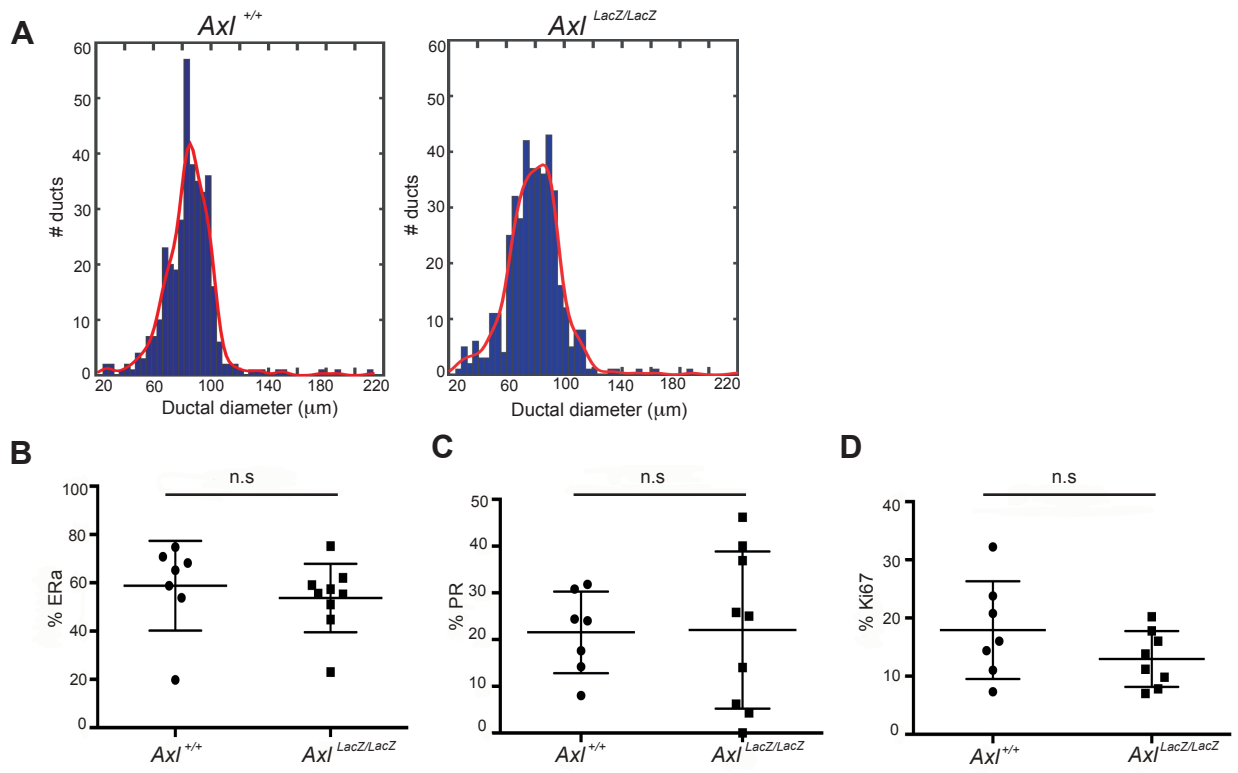 A
Axl +/+
Axl LacZ/LacZ
60
50
40
30
20
10
0
# ducts
20 60 100 140 180 220
Ductal diameter (μm)
60
50
40
30
20
10
0
# ducts
20 60 100 140 180 220
Ductal diameter (μm)
B
n.s
100
80
60
40
20
0
% ERa
Axl +/+ Axl LacZ/LacZ
C
n.s
50
40
30
20
10
0
% PR
Axl +/+ Axl LacZ/LacZ
D
n.s
40
30
20
10
0
% Ki67
Axl +/+ Axl LacZ/LacZ